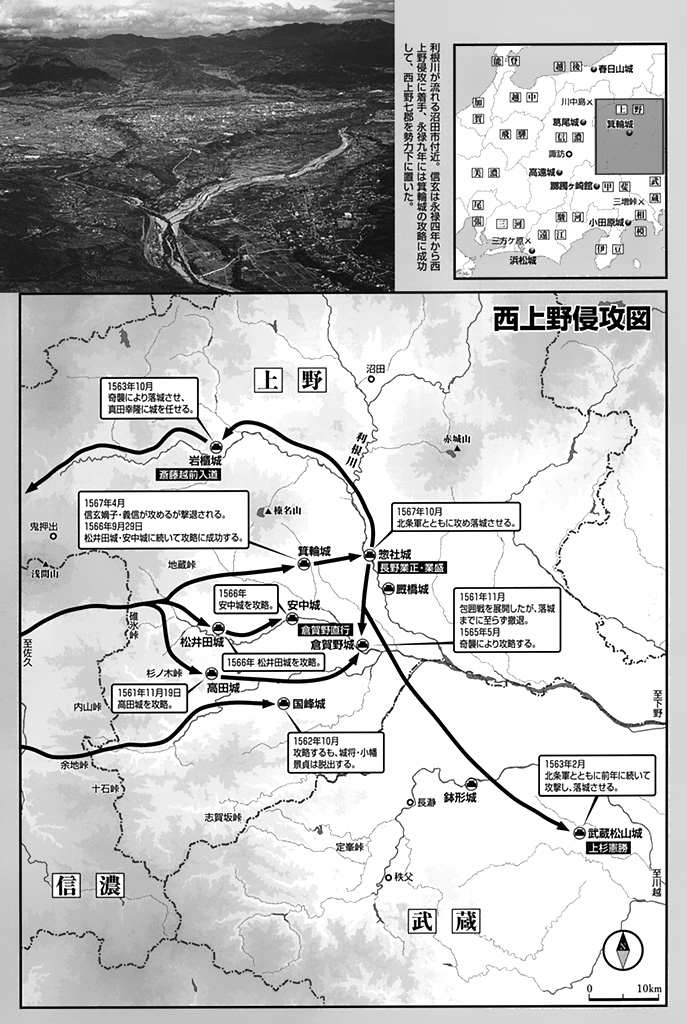 利根川が流れる沼田市付近。信玄は永禄四年から西
上野侵攻に着手、永禄九年には箕輪城の攻略に成功
して、西上野七郡を勢力下に置いた。
能登
越後
春日山城
加賀
越中
川中島×
上野
葛尾城
箕輪城
飛騨
信濃
諏訪
美濃
高遠城
躑躅ヶ崎館
甲斐
武蔵
三増峠×
尾張
三河
駿河
小田原城
相模
遠江
三方ケ原×
伊豆
浜松城
西上野侵攻図
上野
沼田
1563年10月
奇襲により落城させ、
真田幸隆に城を任せる。
利根川
赤城山
岩櫃城
斎藤越前入道
1567年4月
信玄嫡子・義信が攻めるが撃退される。
1566年9月29日
松井田城・安中城に続いて攻略に成功する。
榛名山
1567年10月
北条軍とともに攻め落城させる。
鬼押出
浅間山
地蔵峠
箕輪城
惣社城
長野業正・業盛
厩橋城
1566年
安中城を攻略。
安中城
1561年11月
包囲戦を展開したが、落城
までに至らず撤退。
1565年5月
奇襲により攻略する。
碓氷峠
松井田城
倉賀野直行
倉賀野城
至佐久
1566年 松井田城を攻略。
杉ノ木峠
高田城
1561年11月19日
高田城を攻略。
内山峠
国峰城
至下野
1562年10月
攻略するも、城将・小幡
景貞は脱出する。
余地峠
十石峠
1563年2月
北条軍とともに前年に続いて
攻撃し、落城させる。
鉢形城
長瀞
志賀坂峠
武蔵松山城
上杉憲勝
定峯峠
秩父
至川越
信濃
武蔵
N
0
10km